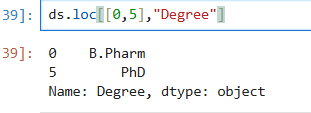 39]: ds.loc[[0,5],"Degree"]
39]: 0    B.Pharm
5        PhD
Name: Degree, dtype: object